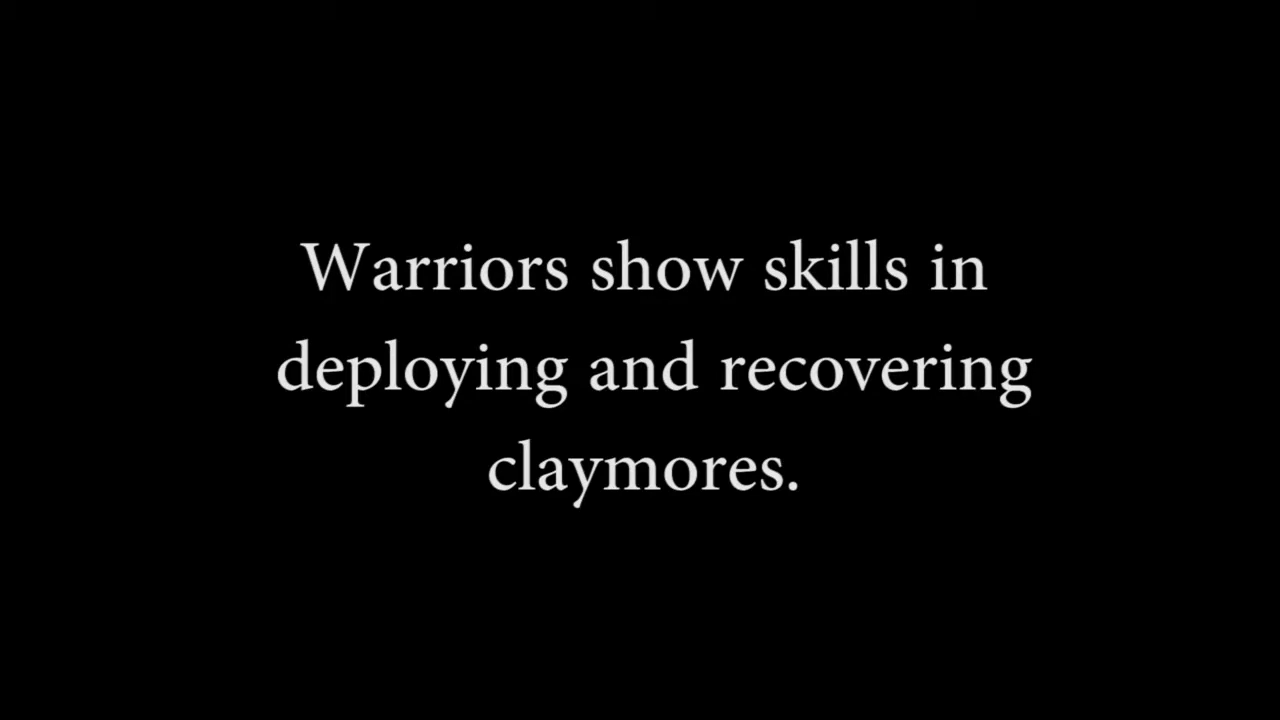 Warriors show skills in
deploying and recovering
claymores.